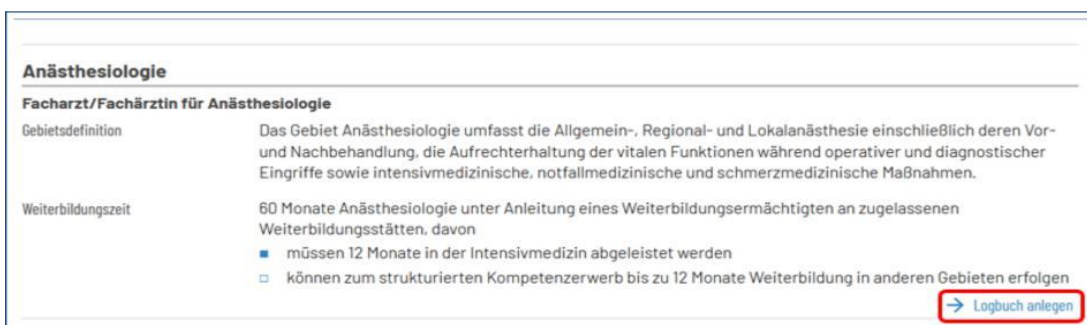 Anästhesiologie
Facharzt/Fachärztin für Anästhesiologie
Gebietsdefinition
Das Gebiet Anästhesiologie umfasst die Allgemein-, Regional- und Lokalanästhesie einschließlich deren Vor-
und Nachbehandlung, die Aufrechterhaltung der vitalen Funktionen während operativer und diagnostischer
Eingriffe sowie intensivmedizinische, notfallmedizinische und schmerzmedizinische Maßnahmen.
Weiterbildungszeit
60 Monate Anästhesiologie unter Anleitung eines Weiterbildungsermächtigten an zugelassenen
Weiterbildungsstätten, davon
müssen 12 Monate in der Intensivmedizin abgeleistet werden
können zum strukturierten Kompetenzerwerb bis zu 12 Monate Weiterbildung in anderen Gebieten erfolgen
→ Logbuch anlegen